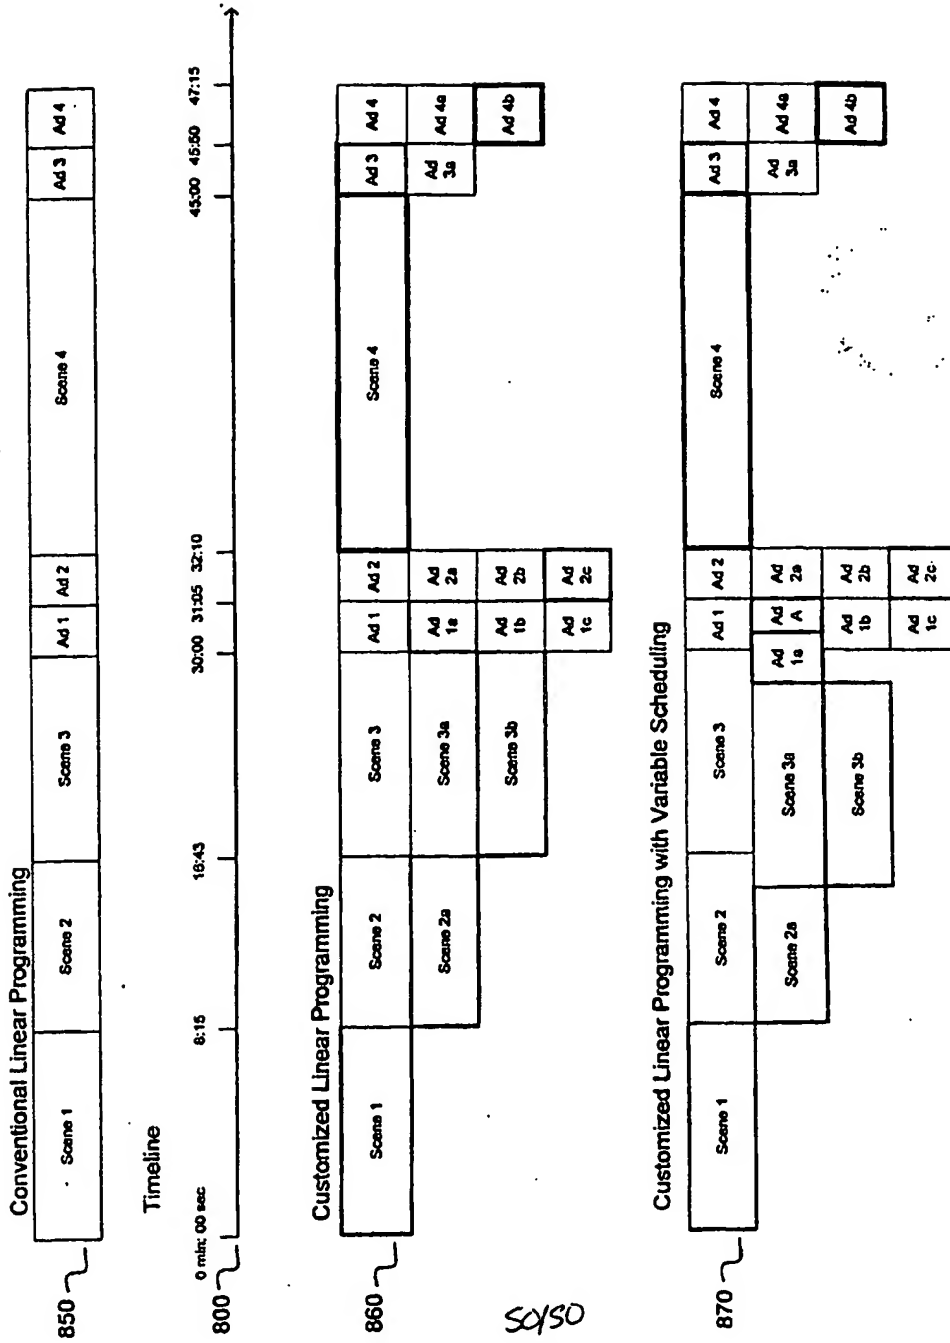 Conventional Linear Programming
850
Scene 1
Scene 2
Scene 3
Ad 1
Ad 2
Scene 4
Ad 3
Ad 4
Timeline
800
0 min: 00 sec
8:15
16:43
30:00
31:05
32:10
45:00
45:50
47:15
Customized Linear Programming
860
Scene 1
Scene 2
Scene 3
Ad 1
Ad 2
Scene 4
Ad 3
Ad 4
Scene 2a
Scene 3a
Ad 1a
Ad 2a
Ad 3a
Ad 4a
Scene 3b
Ad 1b
Ad 2b
Ad 4b
Ad 1c
Ad 2c
50/50
Customized Linear Programming with Variable Scheduling
870
Scene 1
Scene 2
Scene 3
Ad 1
Ad 2
Scene 4
Ad 3
Ad 4
Scene 2a
Scene 3a
Ad 1a
Ad A
Ad 2a
Ad 3a
Ad 4a
Scene 3b
Ad 1b
Ad 2b
Ad 4b
Ad 1c
Ad 2c